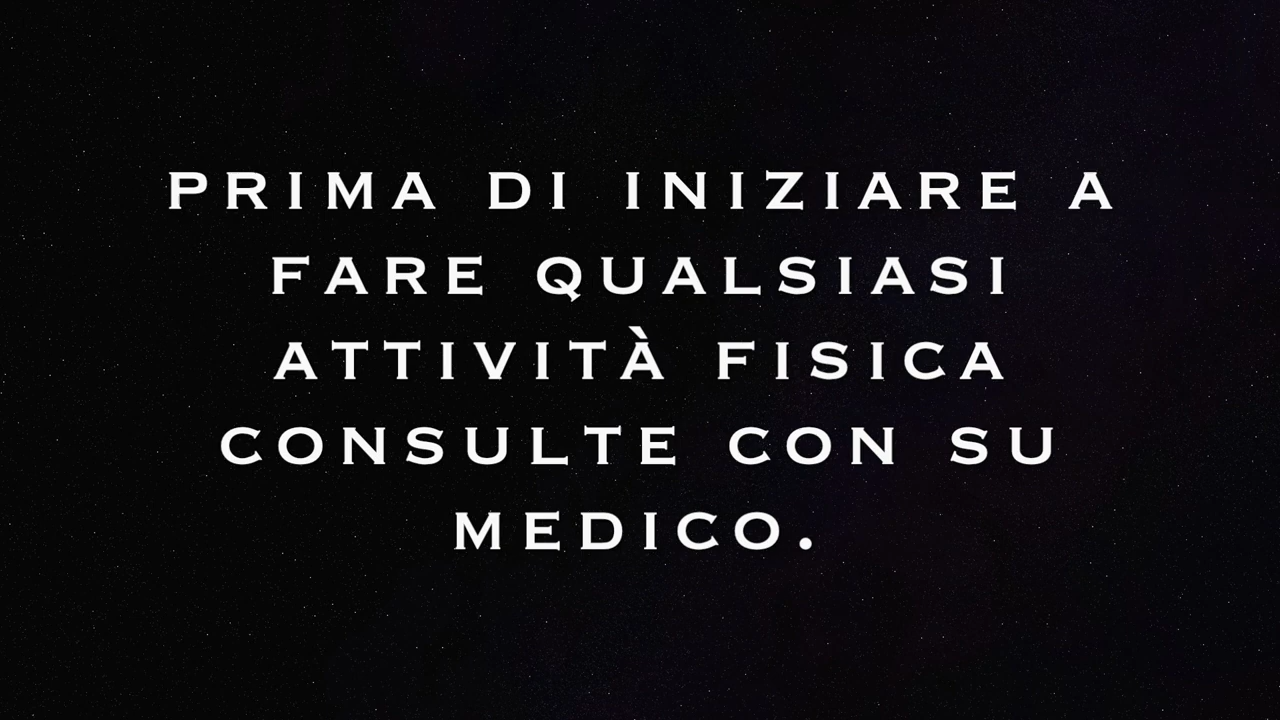 PRIMA DI INIZIARE A
FARE QUALSIASI
ATTIVITÀ FISICA
CONSULTE CON SU
MEDICO.